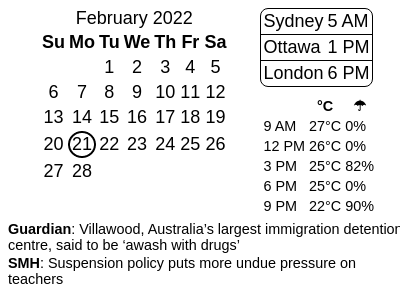 February 2022
Su Mo Tu We Th Fr Sa
1 2 3 4 5
6 7 8 9 10 11 12
13 14 15 16 17 18 19
20 21 22 23 24 25 26
27 28
Sydney 5 AM
Ottawa 1 PM
London 6 PM
°C ☂
9 AM 27°C 0%
12 PM 26°C 0%
3 PM 25°C 82%
6 PM 25°C 0%
9 PM 22°C 90%
Guardian: Villawood, Australia’s largest immigration detention
centre, said to be ‘awash with drugs’
SMH: Suspension policy puts more undue pressure on
teachers